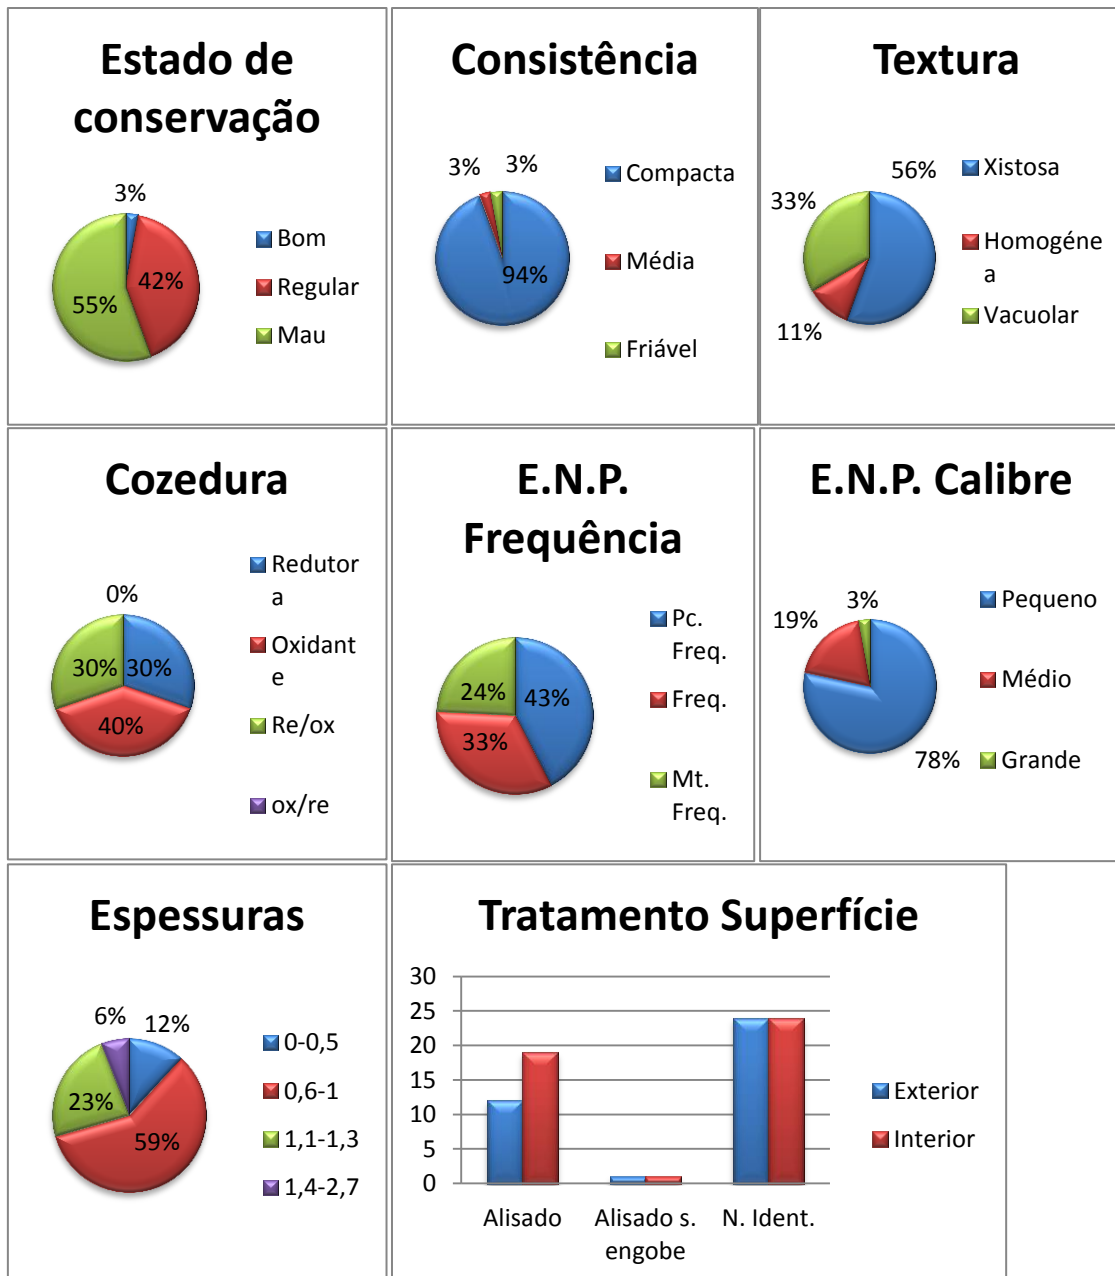 Estado de
conservação
3%
42%
55%
Bom
Regular
Mau
Consistência
3%
3%
94%
Compacta
Média
Friável
Textura
56%
33%
11%
Xistosa
Homogéne
a
Vacuolar
Cozedura
0%
30%
30%
40%
Redutor
a
Oxidant
e
Re/ox
ox/re
E.N.P.
Frequência
24%
43%
33%
Pc.
Freq.
Freq.
Mt.
Freq.
E.N.P. Calibre
3%
19%
78%
Pequeno
Médio
Grande
Espessuras
6%
12%
23%
59%
0-0,5
0,6-1
1,1-1,3
1,4-2,7
Tratamento Superfície
30
25
20
15
10
5
0
Alisado
Alisado s.
engobe
N. Ident.
Exterior
Interior